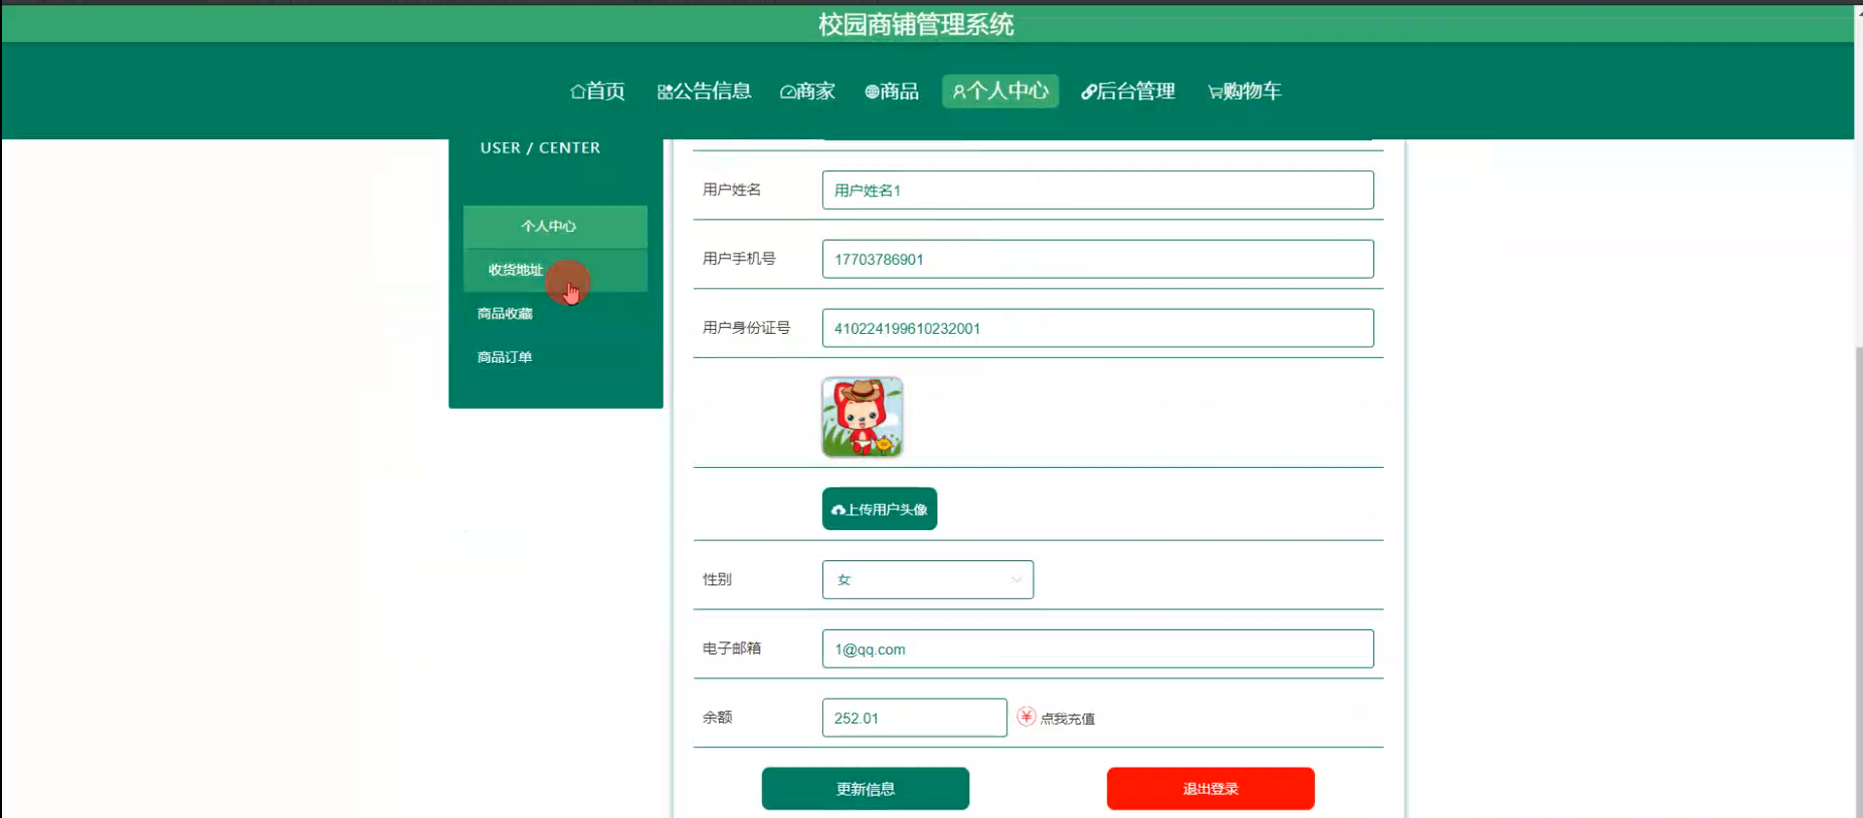 校园商铺管理系统
首页 公告信息 商家 商品 个人中心 后台管理 购物车
USER / CENTER
个人中心
收货地址
商品收藏
商品订单
用户姓名 用户姓名1
用户手机号 17703786901
用户身份证号 410224199610232001
上传用户头像
性别 女
电子邮箱 1@qq.com
余额 252.01 点我充值
更新信息 退出登录